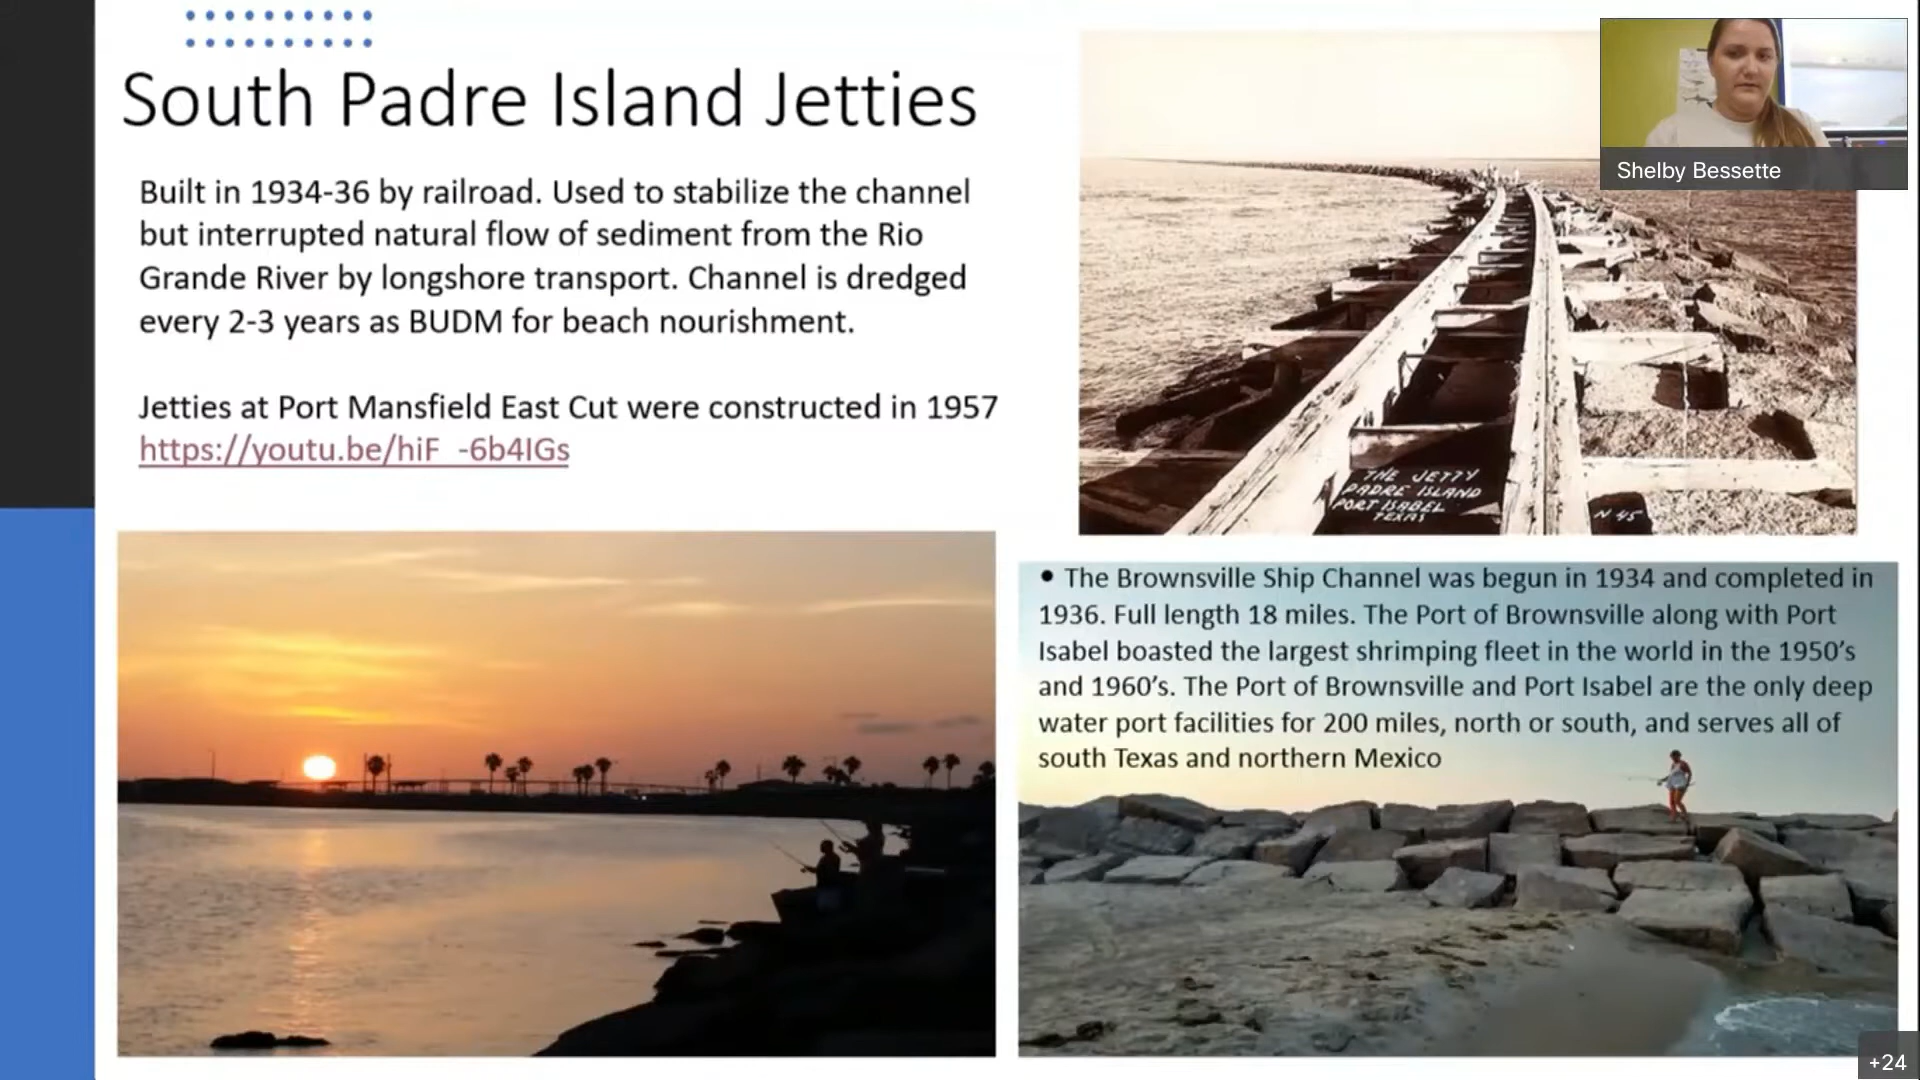 South Padre Island Jetties
Built in 1934-36 by railroad. Used to stabilize the channel
but interrupted natural flow of sediment from the Rio
Grande River by longshore transport. Channel is dredged
every 2-3 years as BUDM for beach nourishment.
Jetties at Port Mansfield East Cut were constructed in 1957
https://youtu.be/hiF_-6b4IGs
THE JETTY
PADRE ISLAND
PORT ISABEL
TEXAS
N 45
Shelby Bessette
• The Brownsville Ship Channel was begun in 1934 and completed in
1936. Full length 18 miles. The Port of Brownsville along with Port
Isabel boasted the largest shrimping fleet in the world in the 1950’s
and 1960’s. The Port of Brownsville and Port Isabel are the only deep
water port facilities for 200 miles, north or south, and serves all of
south Texas and northern Mexico
+24